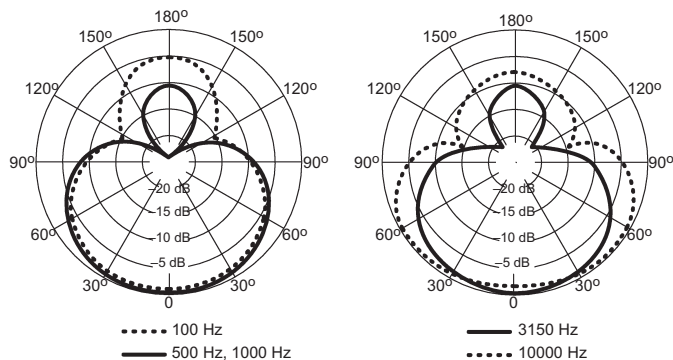 180º 180º
150º 150º 150º 150º
120º 120º 120º 120º
90º 90º 90º 90º
–20 dB –20 dB
–15 dB –15 dB
60º 60º 60º 60º
–10 dB –10 dB
–5 dB –5 dB
30º 30º 30º 30º
0 0
100 Hz 3150 Hz
500 Hz, 1000 Hz 10000 Hz